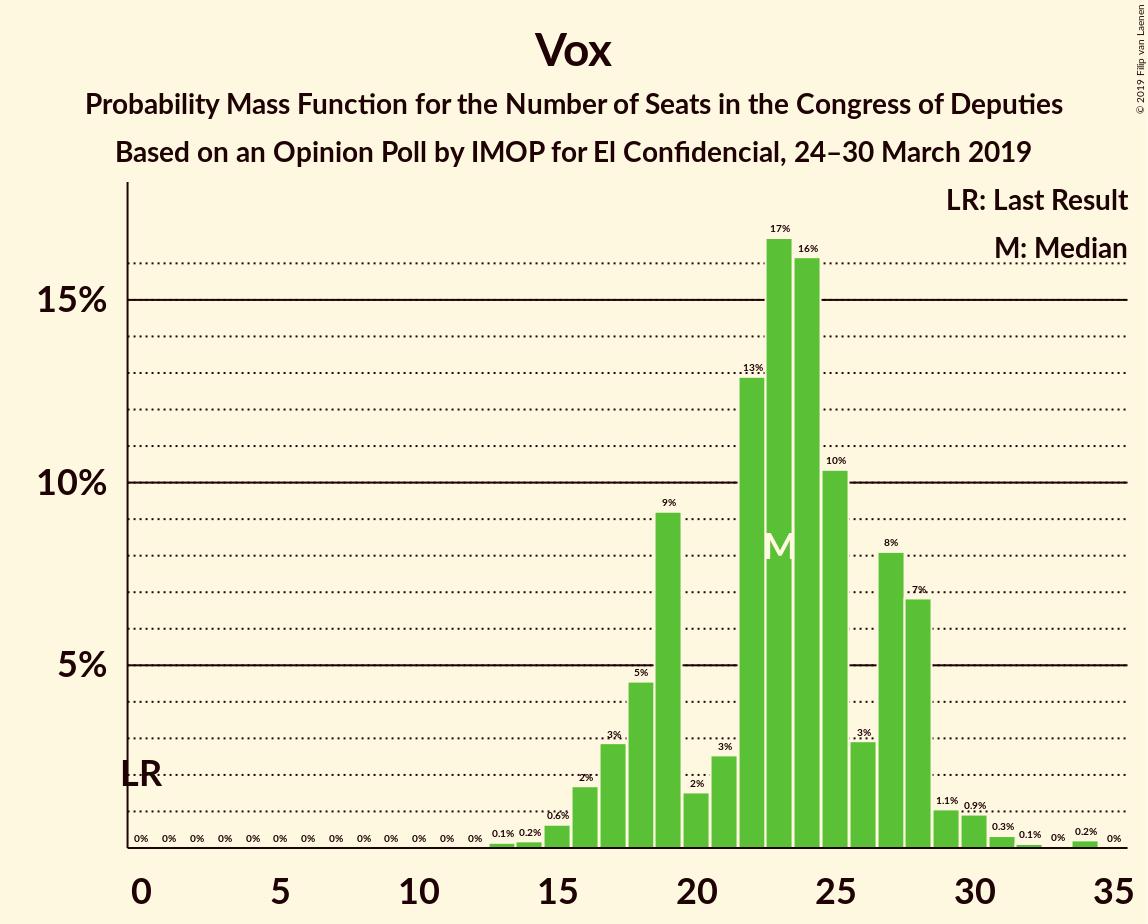 Vox
Probability Mass Function for the Number of Seats in the Congress of Deputies
Based on an Opinion Poll by IMOP for El Confidencial, 24–30 March 2019
© 2019 Filip van Laenen
LR: Last Result
M: Median
15%
10%
5%
LR
M
0% 0% 0% 0% 0% 0% 0% 0% 0% 0% 0% 0% 0% 0.1% 0.2% 0.6% 2% 3% 5% 9% 2% 3% 13% 17% 16% 10% 3% 8% 7% 1.1% 0.9% 0.3% 0.1% 0% 0.2% 0%
0 5 10 15 20 25 30 35